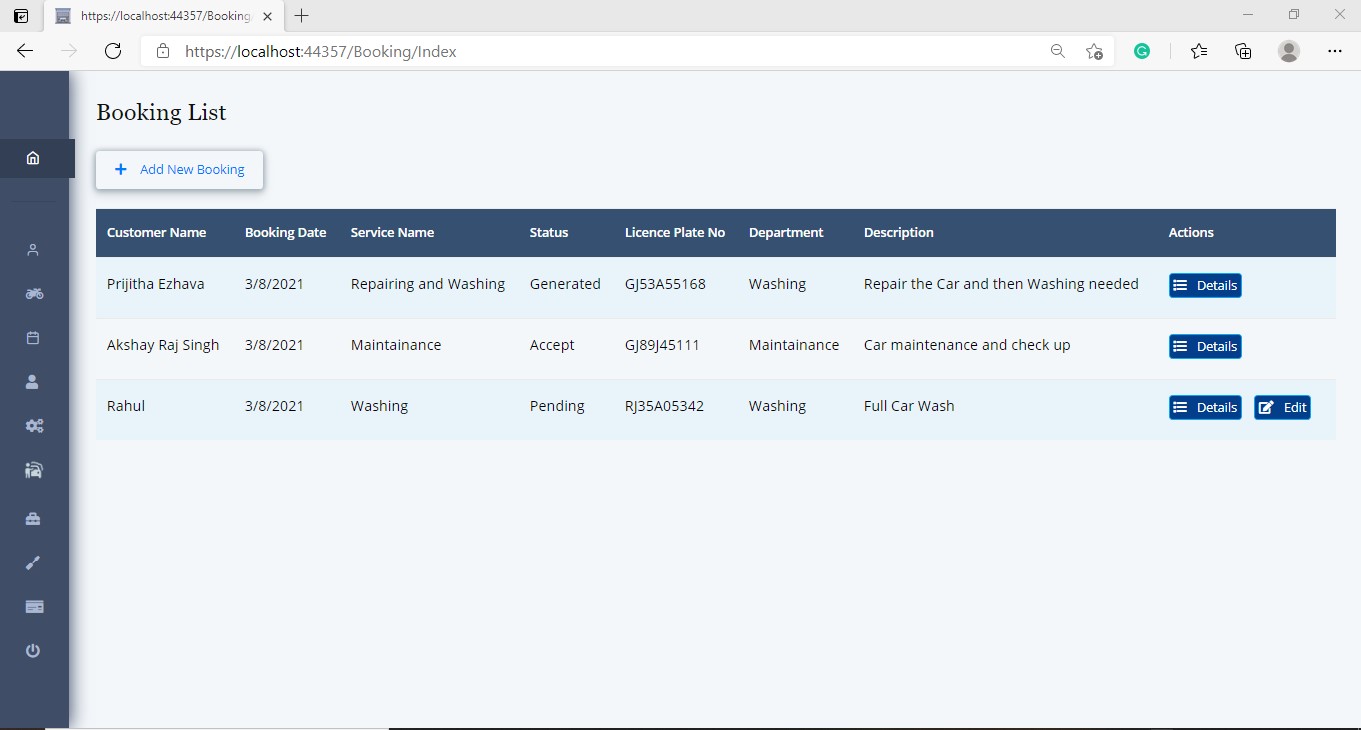 https://localhost:44357/Booking
https://localhost:44357/Booking/Index
G
Booking List
+ Add New Booking
Customer Name Booking Date Service Name Status Licence Plate No Department Description Actions
Prijitha Ezhava 3/8/2021 Repairing and Washing Generated GJ53A55168 Washing Repair the Car and then Washing needed Details
Akshay Raj Singh 3/8/2021 Maintainance Accept GJ89J45111 Maintainance Car maintenance and check up Details
Rahul 3/8/2021 Washing Pending RJ35A05342 Washing Full Car Wash Details Edit